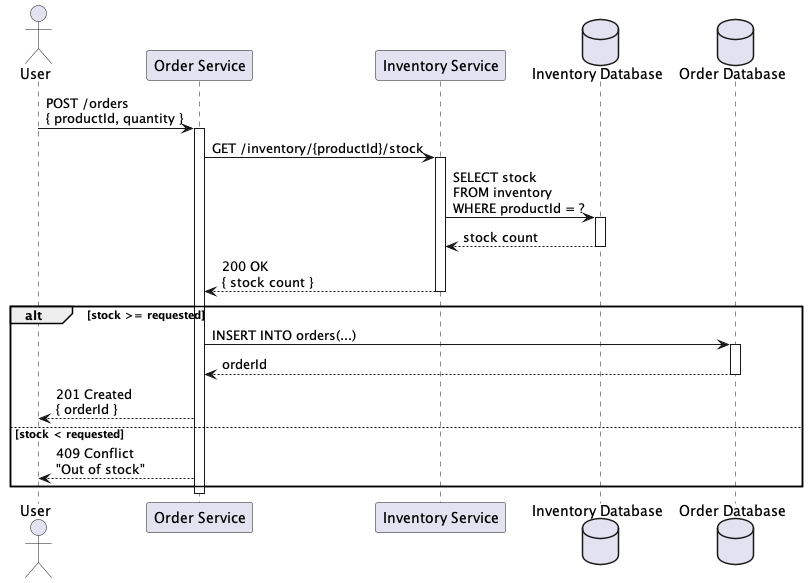 User
Order Service
Inventory Service
Inventory Database
Order Database
POST /orders
{ productId, quantity }
GET /inventory/{productId}/stock
SELECT stock
FROM inventory
WHERE productId = ?
stock count
200 OK
{ stock count }
alt
[stock >= requested]
INSERT INTO orders(...)
orderId
201 Created
{ orderId }
[stock < requested]
409 Conflict
"Out of stock"
User
Order Service
Inventory Service
Inventory Database
Order Database